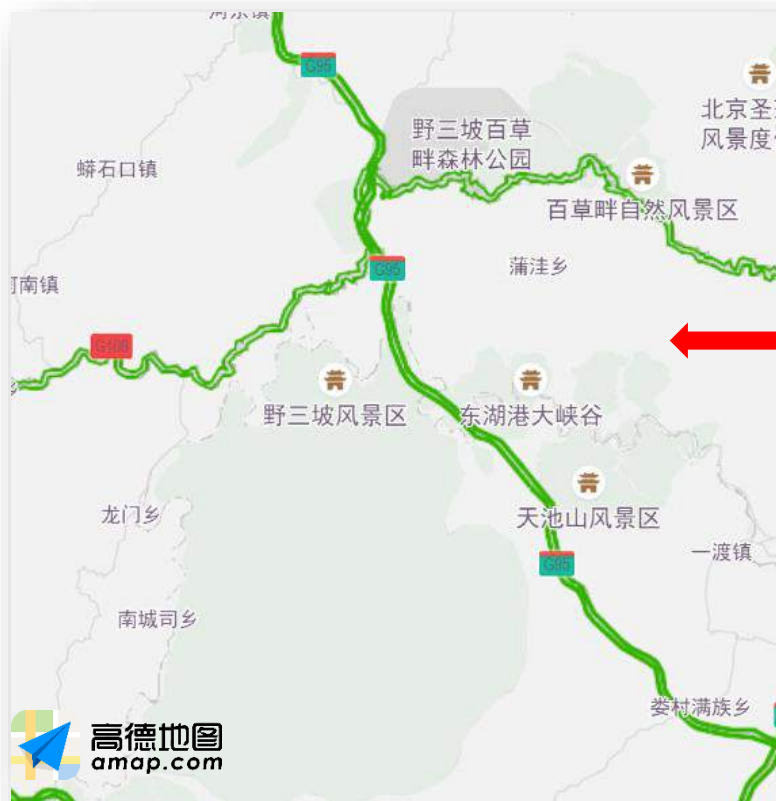 G95
北京圣
风景度
野三坡百草
畔森林公园
蟒石口镇
百草畔自然风景区
蒲洼乡
G95
河南镇
G108
野三坡风景区
东湖港大峡谷
龙门乡
天池山风景区
一渡镇
G95
南城司乡
娄村满族乡
高德地图
amap.com